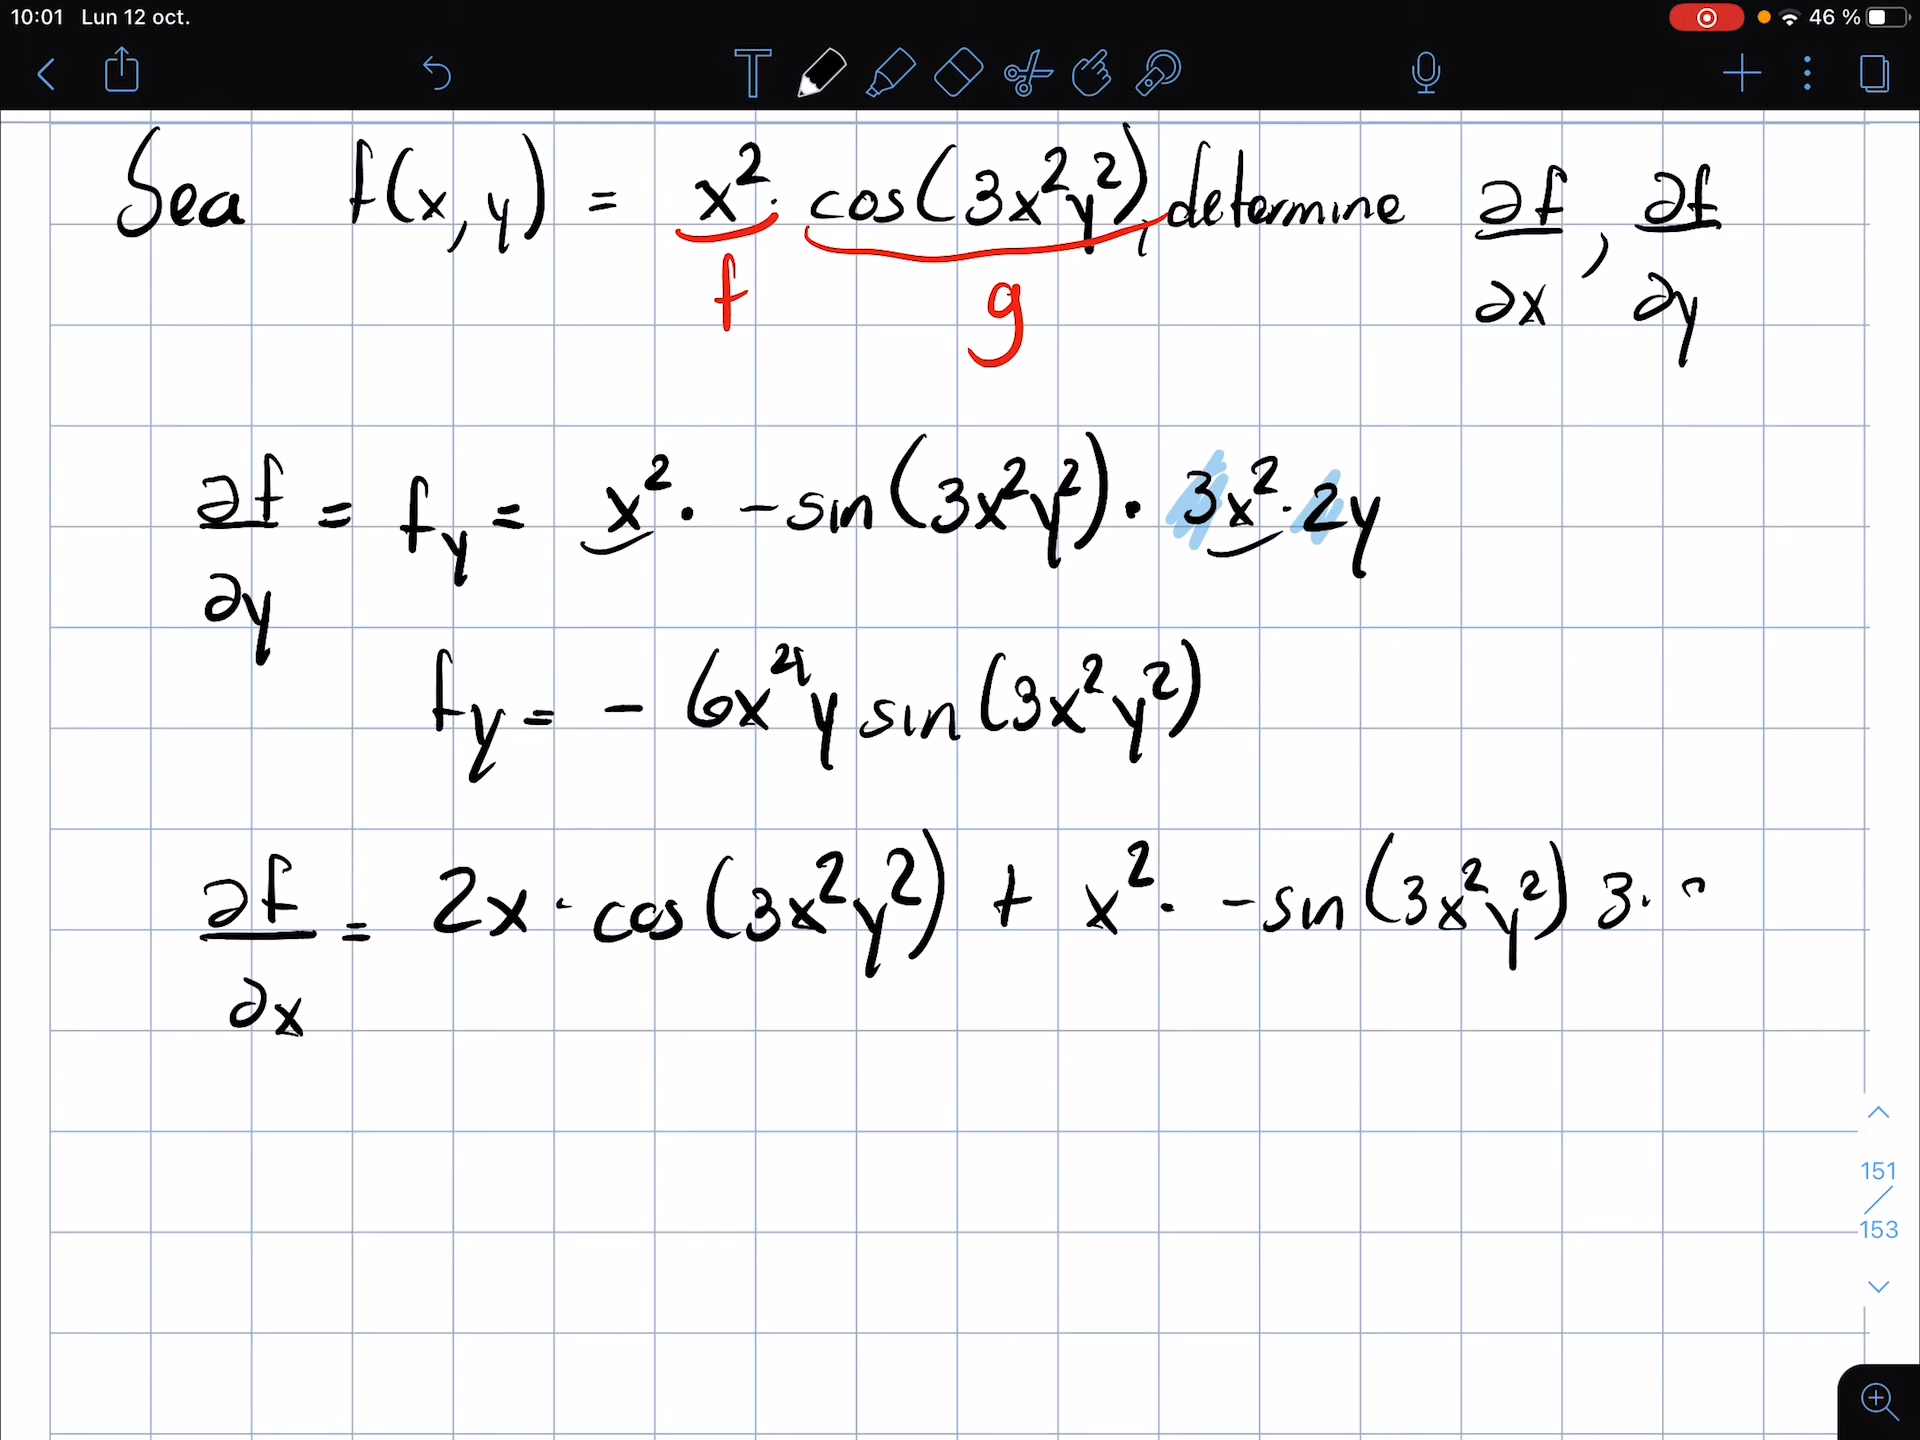 10:01 Lun 12 oct. 46 %
Sea f(x,y) = x²· cos(3x²y²), determine ∂f/∂x , ∂f/∂y
f g
∂f/∂y = f_y = x² · -sin(3x²y²) · 3x²·2y
f_y = - 6x⁴y sin(3x²y²)
∂f/∂x = 2x · cos(3x²y²) + x² · -sin(3x²y²) 3·
151
/
153